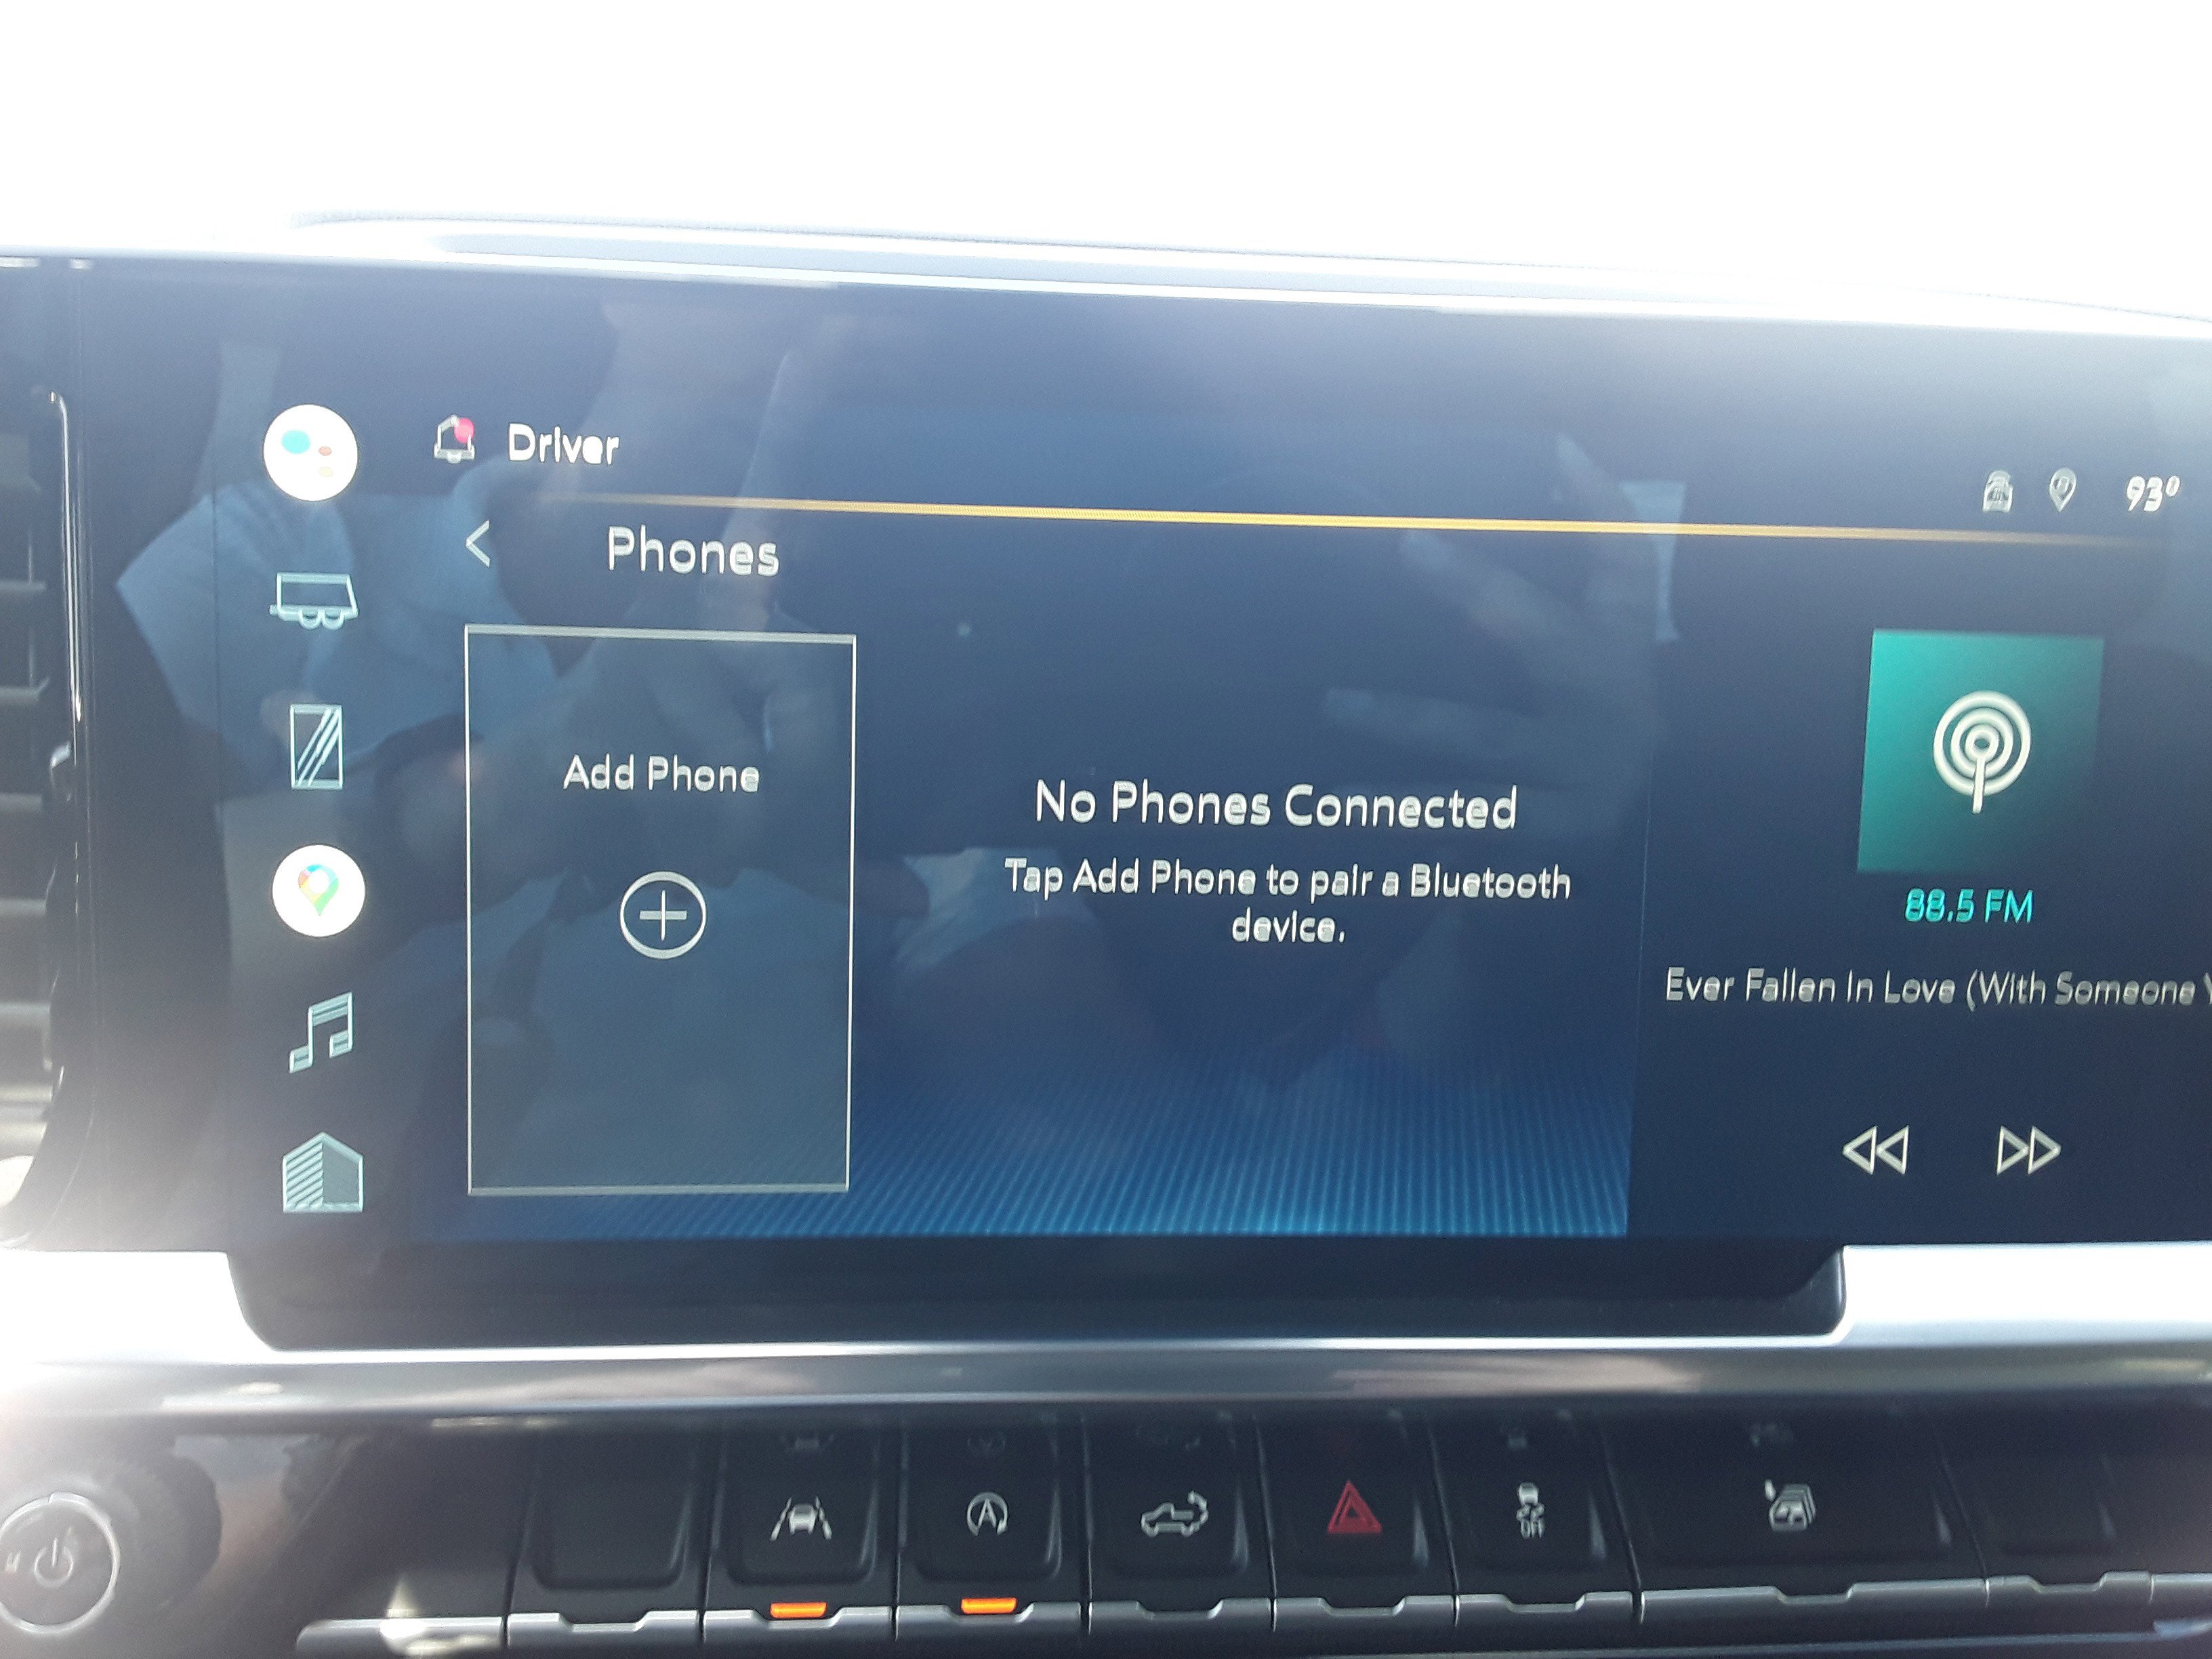 Driver
93°
Phones
Add Phone
No Phones Connected
Tap Add Phone to pair a Bluetooth
device.
88.5 FM
Ever Fallen In Love (With Someone Y
A
OFF